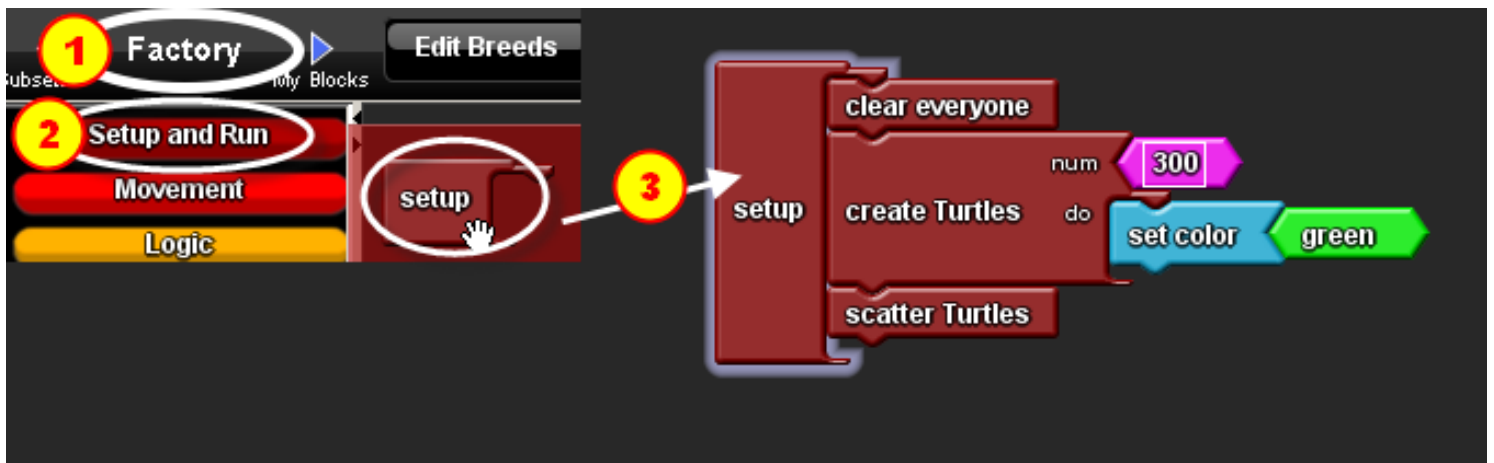 1
Factory
Edit Breeds
My Blocks
2
Setup and Run
Movement
Logic
setup
3
setup
clear everyone
create Turtles
num
300
do
set color
green
scatter Turtles